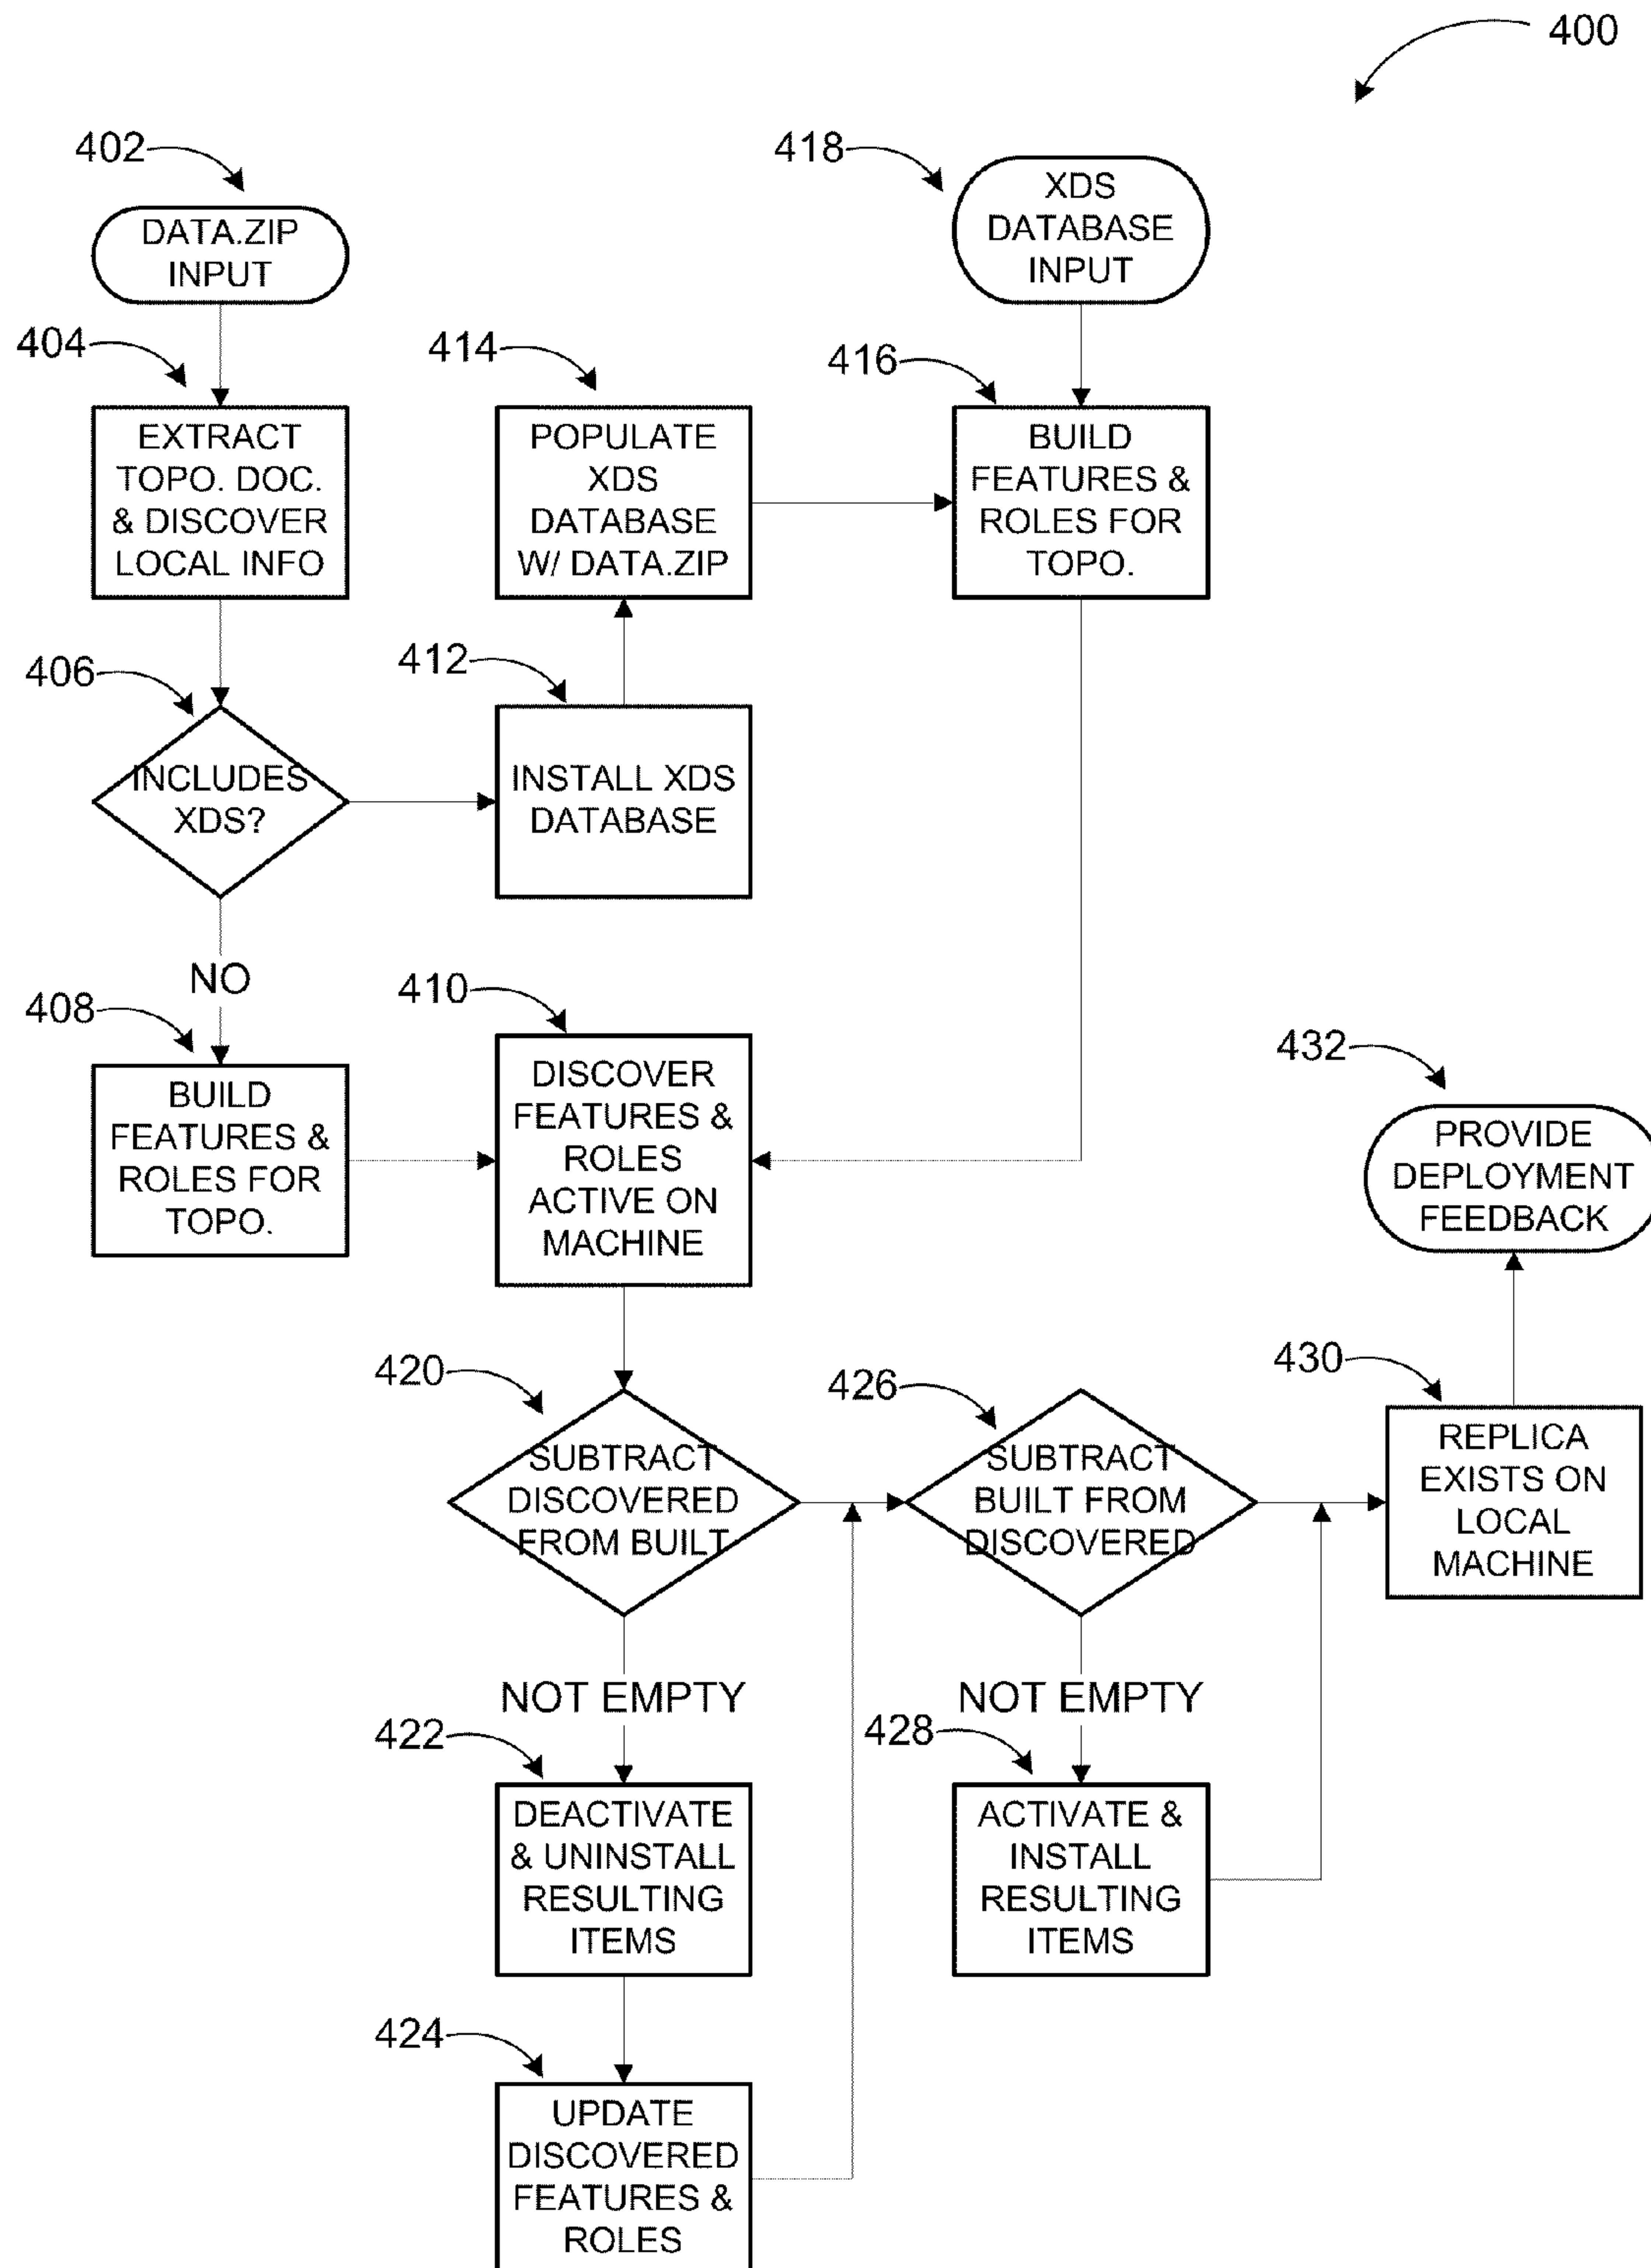 400
402
DATA.ZIP
INPUT
418
XDS
DATABASE
INPUT
404
EXTRACT
TOPO. DOC.
& DISCOVER
LOCAL INFO
414
POPULATE
XDS
DATABASE
W/ DATA.ZIP
416
BUILD
FEATURES &
ROLES FOR
TOPO.
406
INCLUDES
XDS?
412
INSTALL XDS
DATABASE
NO
408
BUILD
FEATURES &
ROLES FOR
TOPO.
410
DISCOVER
FEATURES &
ROLES
ACTIVE ON
MACHINE
432
PROVIDE
DEPLOYMENT
FEEDBACK
420
SUBTRACT
DISCOVERED
FROM BUILT
426
SUBTRACT
BUILT FROM
DISCOVERED
430
REPLICA
EXISTS ON
LOCAL
MACHINE
NOT EMPTY
NOT EMPTY
422
DEACTIVATE
& UNINSTALL
RESULTING
ITEMS
428
ACTIVATE &
INSTALL
RESULTING
ITEMS
424
UPDATE
DISCOVERED
FEATURES &
ROLES